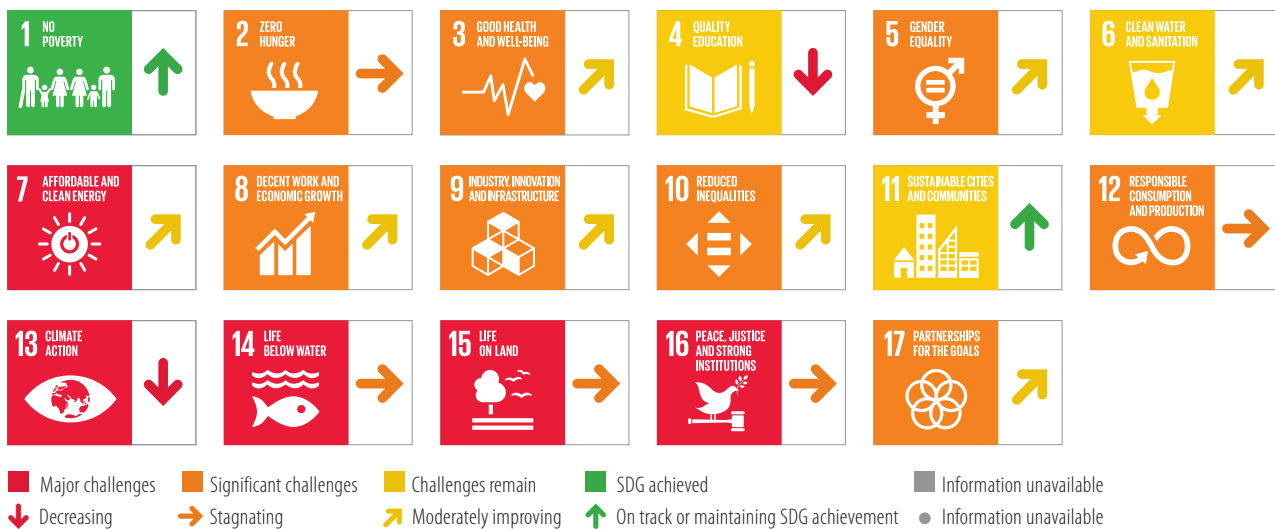 1 NO
POVERTY
2 ZERO
HUNGER
3 GOOD HEALTH
AND WELL-BEING
4 QUALITY
EDUCATION
5 GENDER
EQUALITY
6 CLEAN WATER
AND SANITATION
7 AFFORDABLE AND
CLEAN ENERGY
8 DECENT WORK AND
ECONOMIC GROWTH
9 INDUSTRY, INNOVATION
AND INFRASTRUCTURE
10 REDUCED
INEQUALITIES
11 SUSTAINABLE CITIES
AND COMMUNITIES
12 RESPONSIBLE
CONSUMPTION
AND PRODUCTION
13 CLIMATE
ACTION
14 LIFE
BELOW WATER
15 LIFE
ON LAND
16 PEACE, JUSTICE
AND STRONG
INSTITUTIONS
17 PARTNERSHIPS
FOR THE GOALS
Major challenges
Significant challenges
Challenges remain
SDG achieved
Information unavailable
Decreasing
Stagnating
Moderately improving
On track or maintaining SDG achievement
Information unavailable